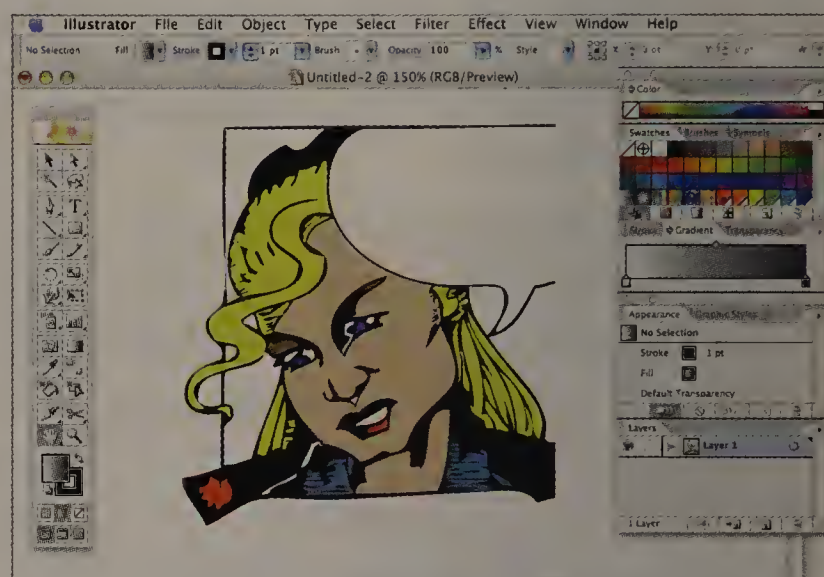 Illustrator File Edit Object Type Select Filter Effect View Window Help
No Selection Fill Stroke 1 pt Brush Opacity 100 % Style X Y
Untitled-2 @ 150% (RGB/Preview)
Color
Swatches Brushes Symbols
T
Stroke Gradient Transparency
Appearance Graphic Styles
No Selection
Stroke 1 pt
Fill
Default Transparency
Layers
Layer 1
1 Layer